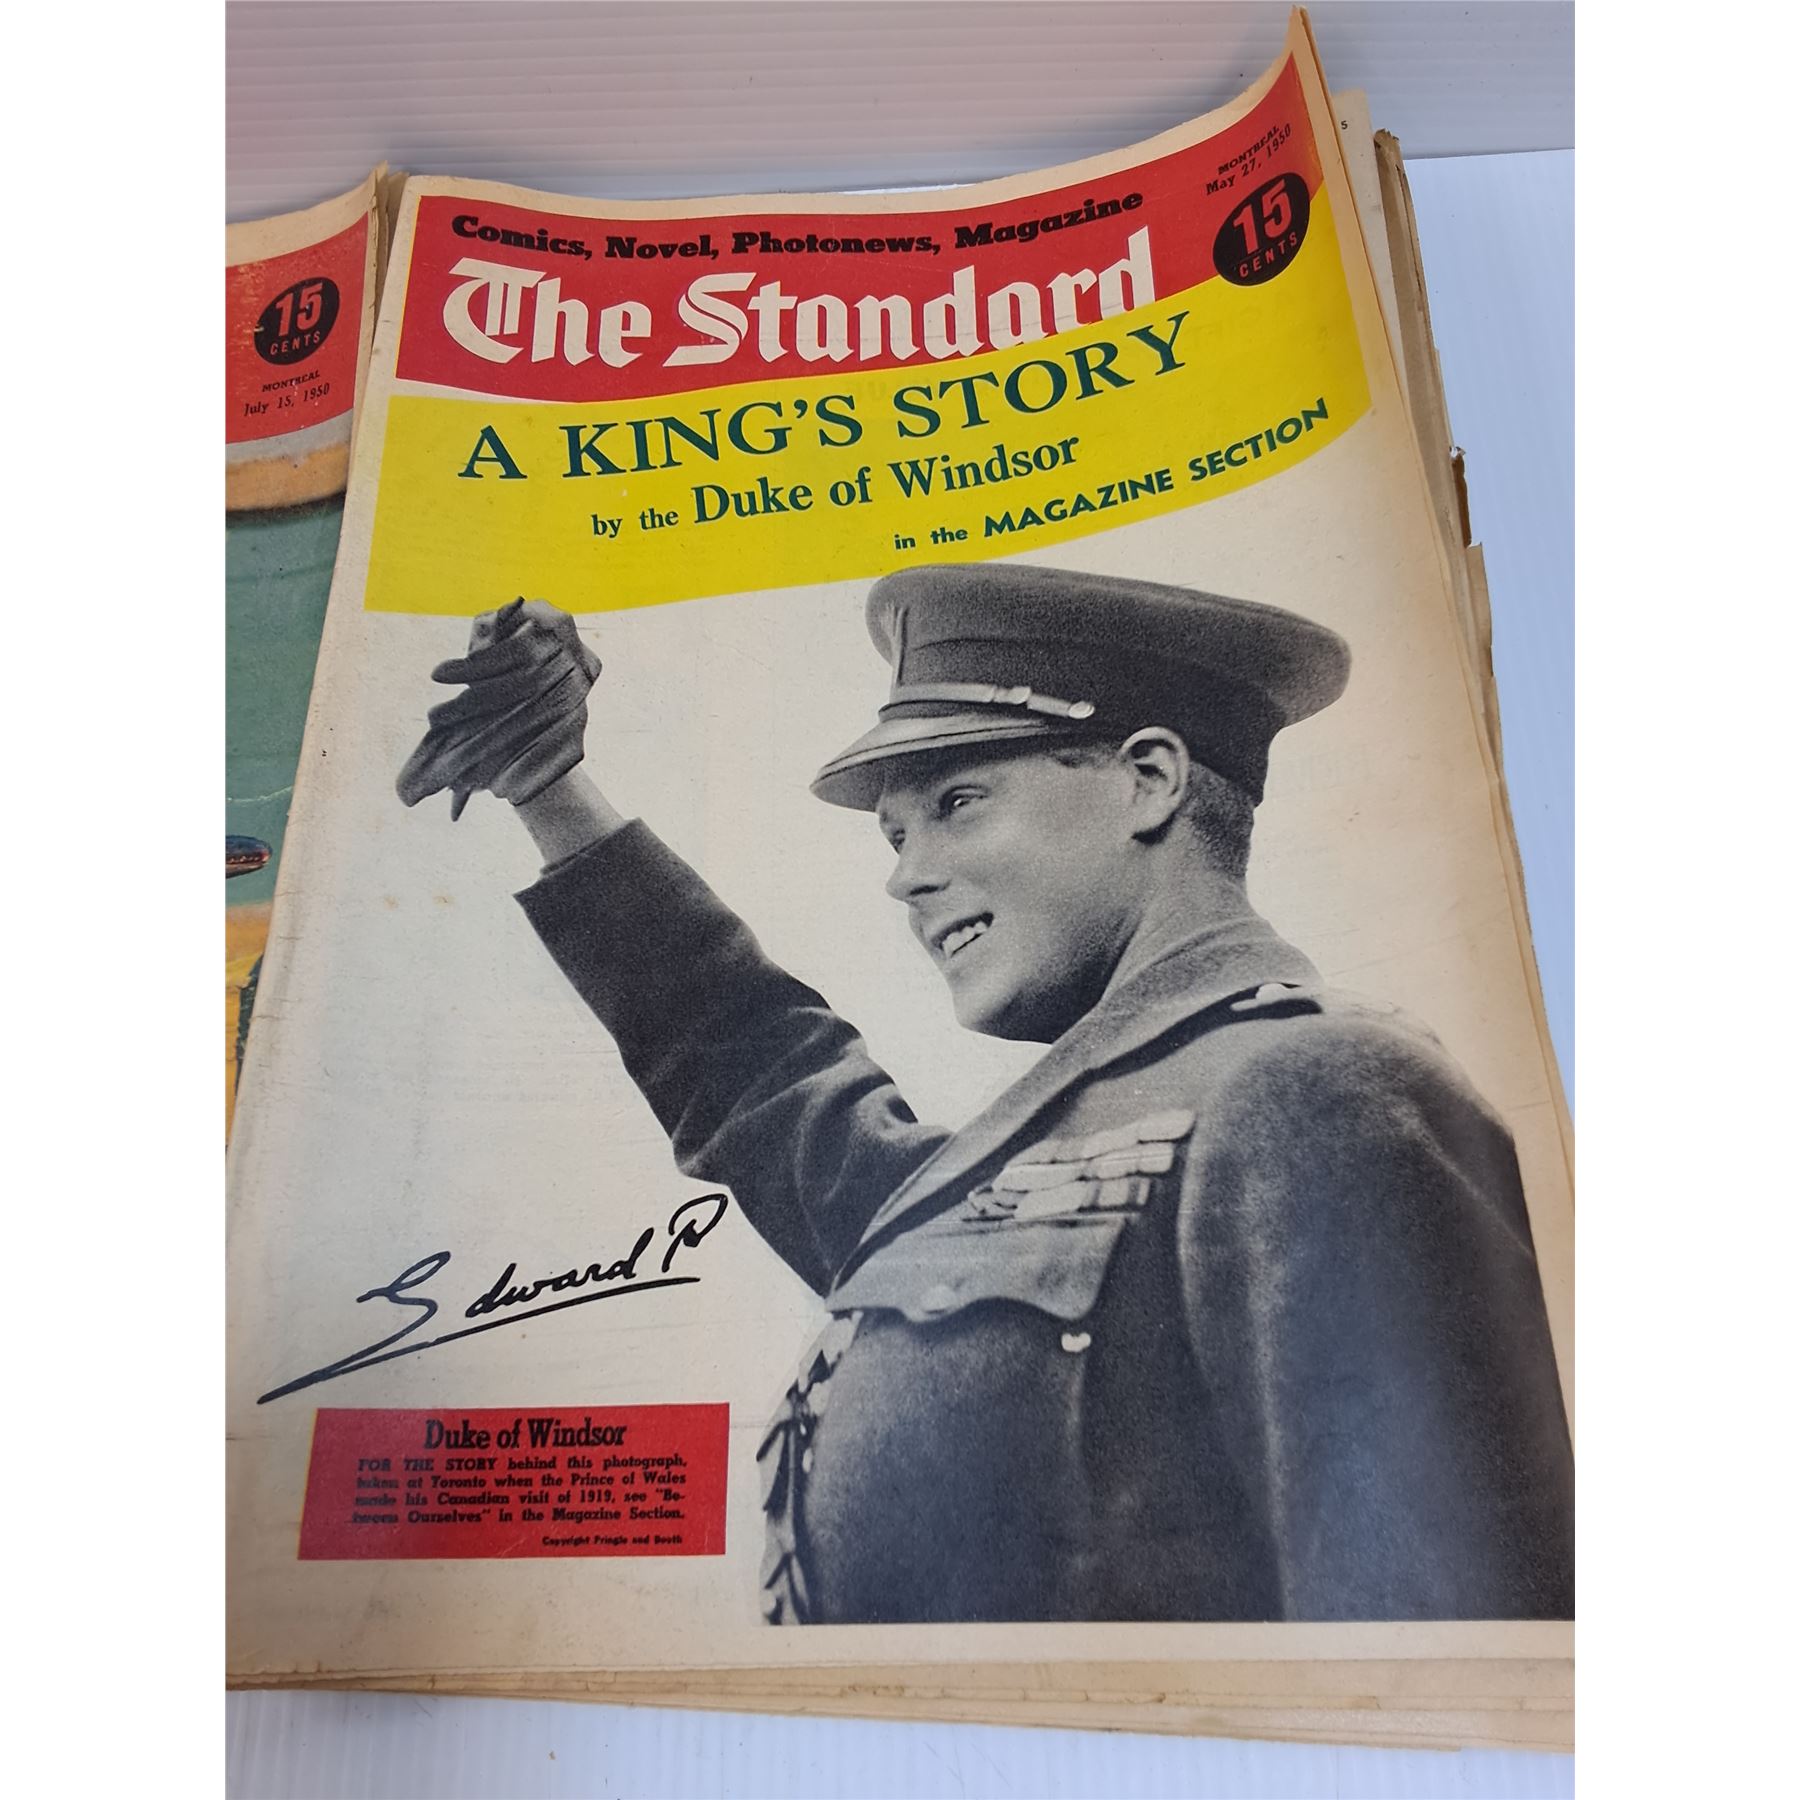 15
CENTS
MONTREAL
July 15, 1950
MONTREAL
May 27, 1950
15
CENTS
Comics, Novel, Photonews, Magazine
The Standard
A KING'S STORY
by the Duke of Windsor
in the MAGAZINE SECTION
Edward P
Duke of Windsor
FOR THE STORY behind this photograph,
taken at Toronto when the Prince of Wales
made his Canadian visit of 1919, see "Be-
tween Ourselves" in the Magazine Section.
Copyright Pringle and Booth